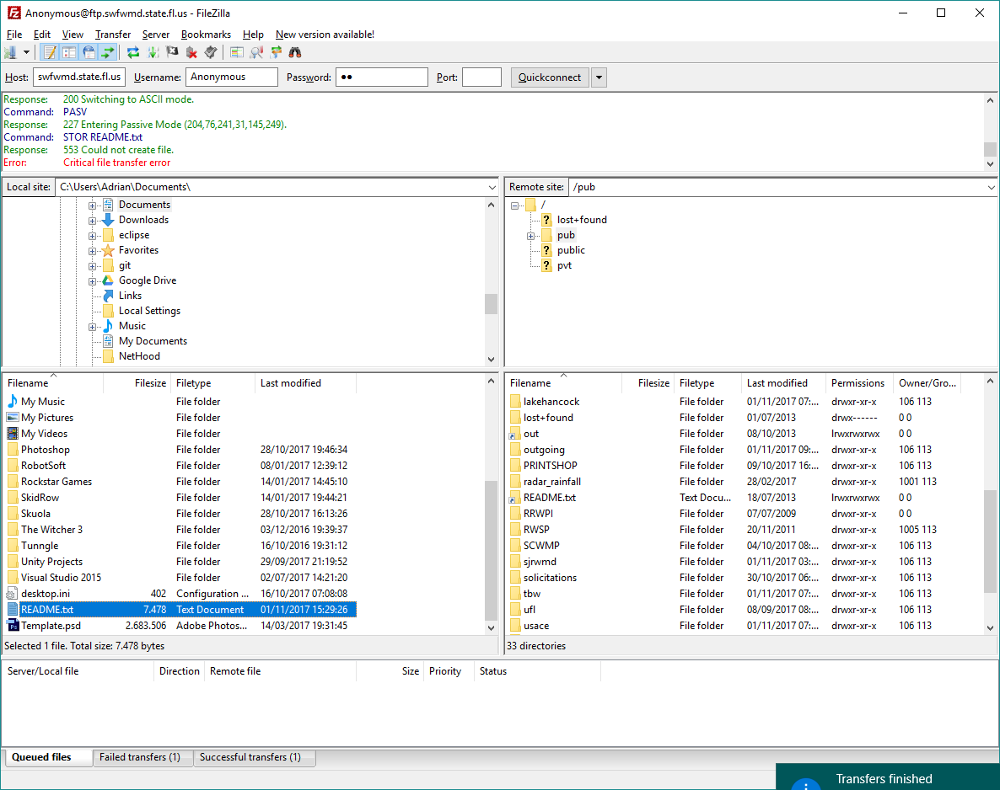 Anonymous@ftp.swfwmd.state.fl.us - FileZilla
File Edit View Transfer Server Bookmarks Help New version available!
Host: swfwmd.state.fl.us Username: Anonymous Password: ●● Port: Quickconnect
Response: 200 Switching to ASCII mode.
Command: PASV
Response: 227 Entering Passive Mode (204,76,241,31,145,249).
Command: STOR README.txt
Response: 553 Could not create file.
Error: Critical file transfer error
Local site: C:\Users\Adrian\Documents\
Documents
Downloads
eclipse
Favorites
git
Google Drive
Links
Local Settings
Music
My Documents
NetHood
Remote site: /pub
/
lost+found
pub
public
pvt
Filename Filesize Filetype Last modified
My Music File folder
My Pictures File folder
My Videos File folder
Photoshop File folder 28/10/2017 19:46:34
RobotSoft File folder 08/01/2017 12:39:12
Rockstar Games File folder 14/01/2017 14:45:10
SkidRow File folder 14/01/2017 19:44:21
Skuola File folder 28/10/2017 16:13:26
The Witcher 3 File folder 03/12/2016 19:39:37
Tunngle File folder 16/10/2016 19:31:12
Unity Projects File folder 29/09/2017 21:19:52
Visual Studio 2015 File folder 02/07/2017 14:21:20
desktop.ini 402 Configuration ... 16/10/2017 07:08:08
README.txt 7.478 Text Document 01/11/2017 15:29:26
Template.psd 2.683.506 Adobe Photos... 14/03/2017 19:31:45
Selected 1 file. Total size: 7.478 bytes
Filename Filesize Filetype Last modified Permissions Owner/Gro...
lakehancock File folder 01/11/2017 07:... drwxr-xr-x 106 113
lost+found File folder 01/07/2013 drwx------ 0 0
out File folder 08/10/2013 lrwxrwxrwx 0 0
outgoing File folder 01/11/2017 09:... drwxr-xr-x 106 113
PRINTSHOP File folder 09/10/2017 16:... drwxr-xr-x 106 113
radar_rainfall File folder 28/02/2017 drwxr-xr-x 1001 113
README.txt Text Docu... 18/07/2013 lrwxrwxrwx 0 0
RRWPI File folder 07/07/2009 drwxr-xr-x 0 0
RWSP File folder 20/11/2011 drwxr-xr-x 1005 113
SCWMP File folder 04/10/2017 08:... drwxr-xr-x 106 113
sjrwmd File folder 01/11/2017 03:... drwxr-xr-x 106 113
solicitations File folder 30/10/2017 06:... drwxr-xr-x 106 113
tbw File folder 01/11/2017 07:... drwxr-xr-x 106 113
ufl File folder 08/09/2017 08:... drwxr-xr-x 106 113
usace File folder 01/11/2017 07:... drwxr-xr-x 106 113
33 directories
Server/Local file Direction Remote file Size Priority Status
Queued files Failed transfers (1) Successful transfers (1)
Transfers finished